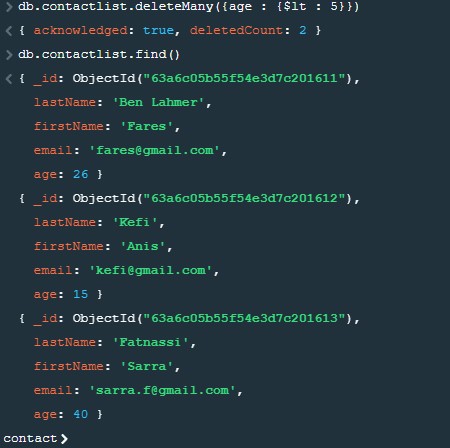 > db.contactlist.deleteMany({age : {$lt : 5}})
< { acknowledged: true, deletedCount: 2 }
> db.contactlist.find()
< { _id: ObjectId("63a6c05b55f54e3d7c201611"),
lastName: 'Ben Lahmer',
firstName: 'Fares',
email: 'fares@gmail.com',
age: 26 }
{ _id: ObjectId("63a6c05b55f54e3d7c201612"),
lastName: 'Kefi',
firstName: 'Anis',
email: 'kefi@gmail.com',
age: 15 }
{ _id: ObjectId("63a6c05b55f54e3d7c201613"),
lastName: 'Fatnassi',
firstName: 'Sarra',
email: 'sarra.f@gmail.com',
age: 40 }
contact>